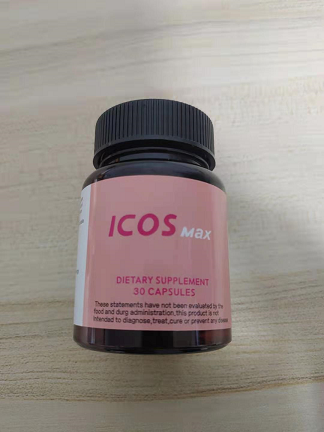 ICOS Max
DIETARY SUPPLEMENT
30 CAPSULES
These statements have not been evaluated by the
food and durg administration,this product is not
intended to diagnose,treat,cure or prevent any disease